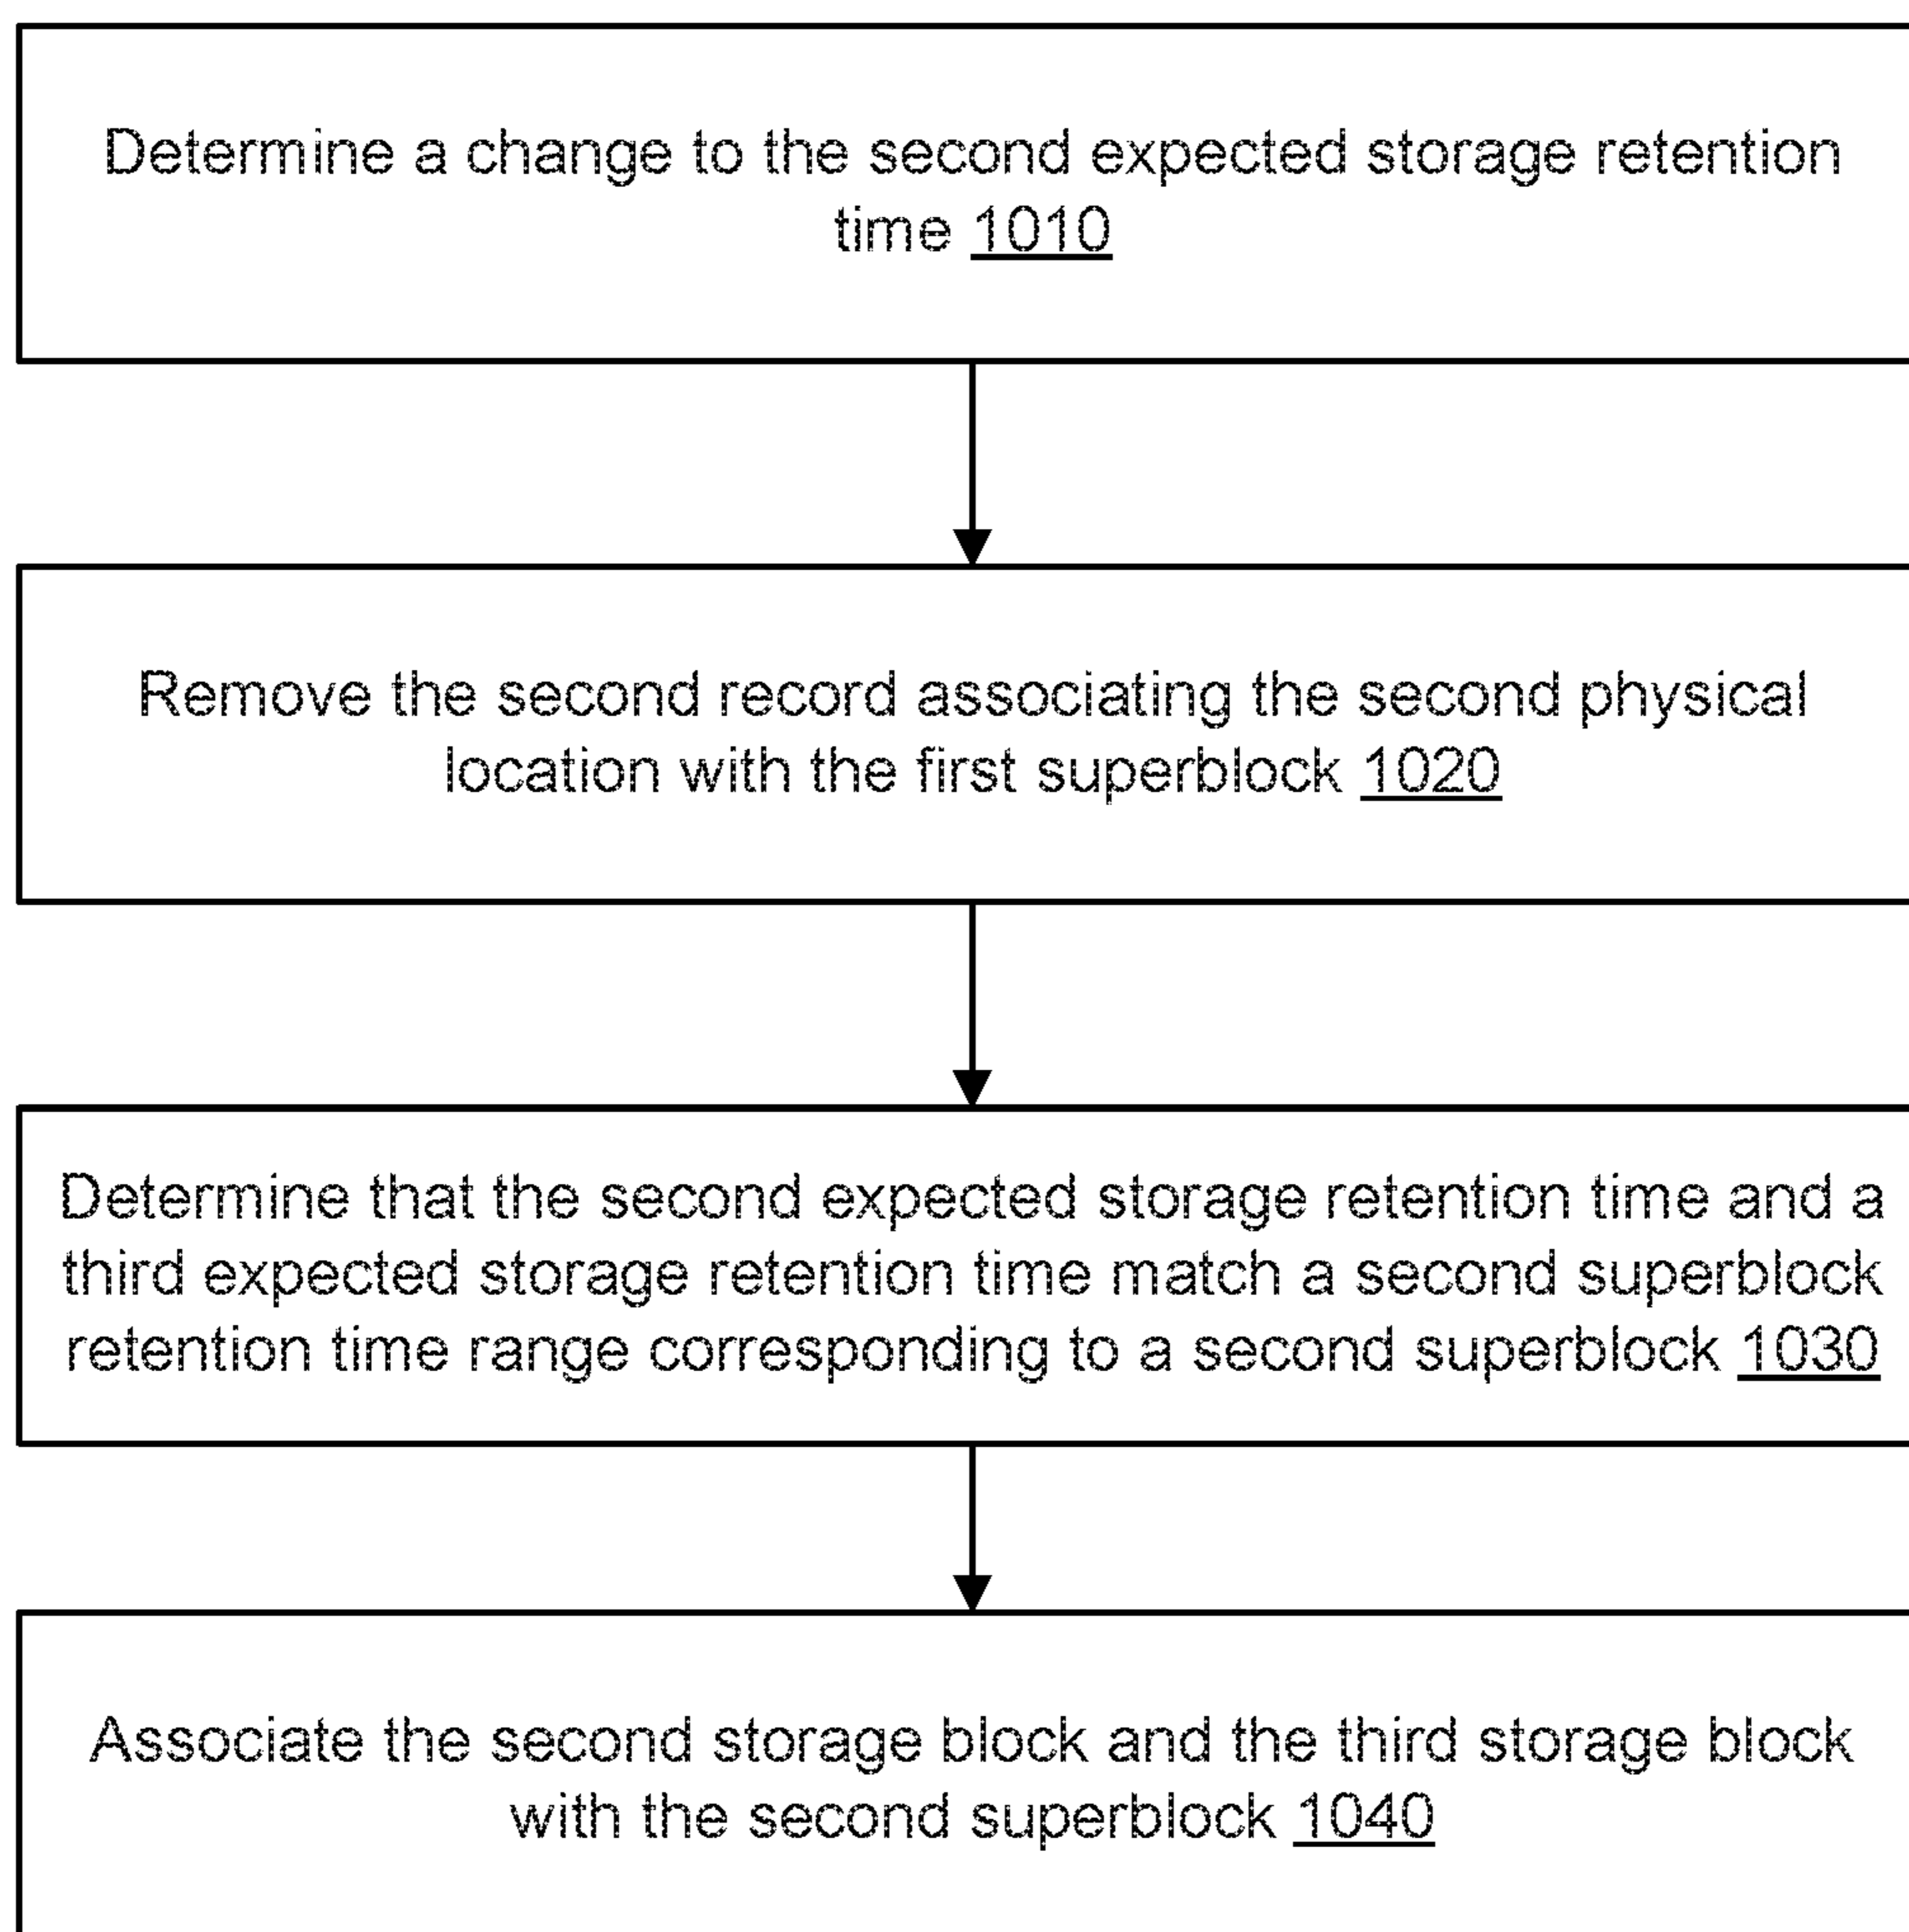 Determine a change to the second expected storage retention
time 1010
Remove the second record associating the second physical
location with the first superblock 1020
Determine that the second expected storage retention time and a
third expected storage retention time match a second superblock
retention time range corresponding to a second superblock 1030
Associate the second storage block and the third storage block
with the second superblock 1040